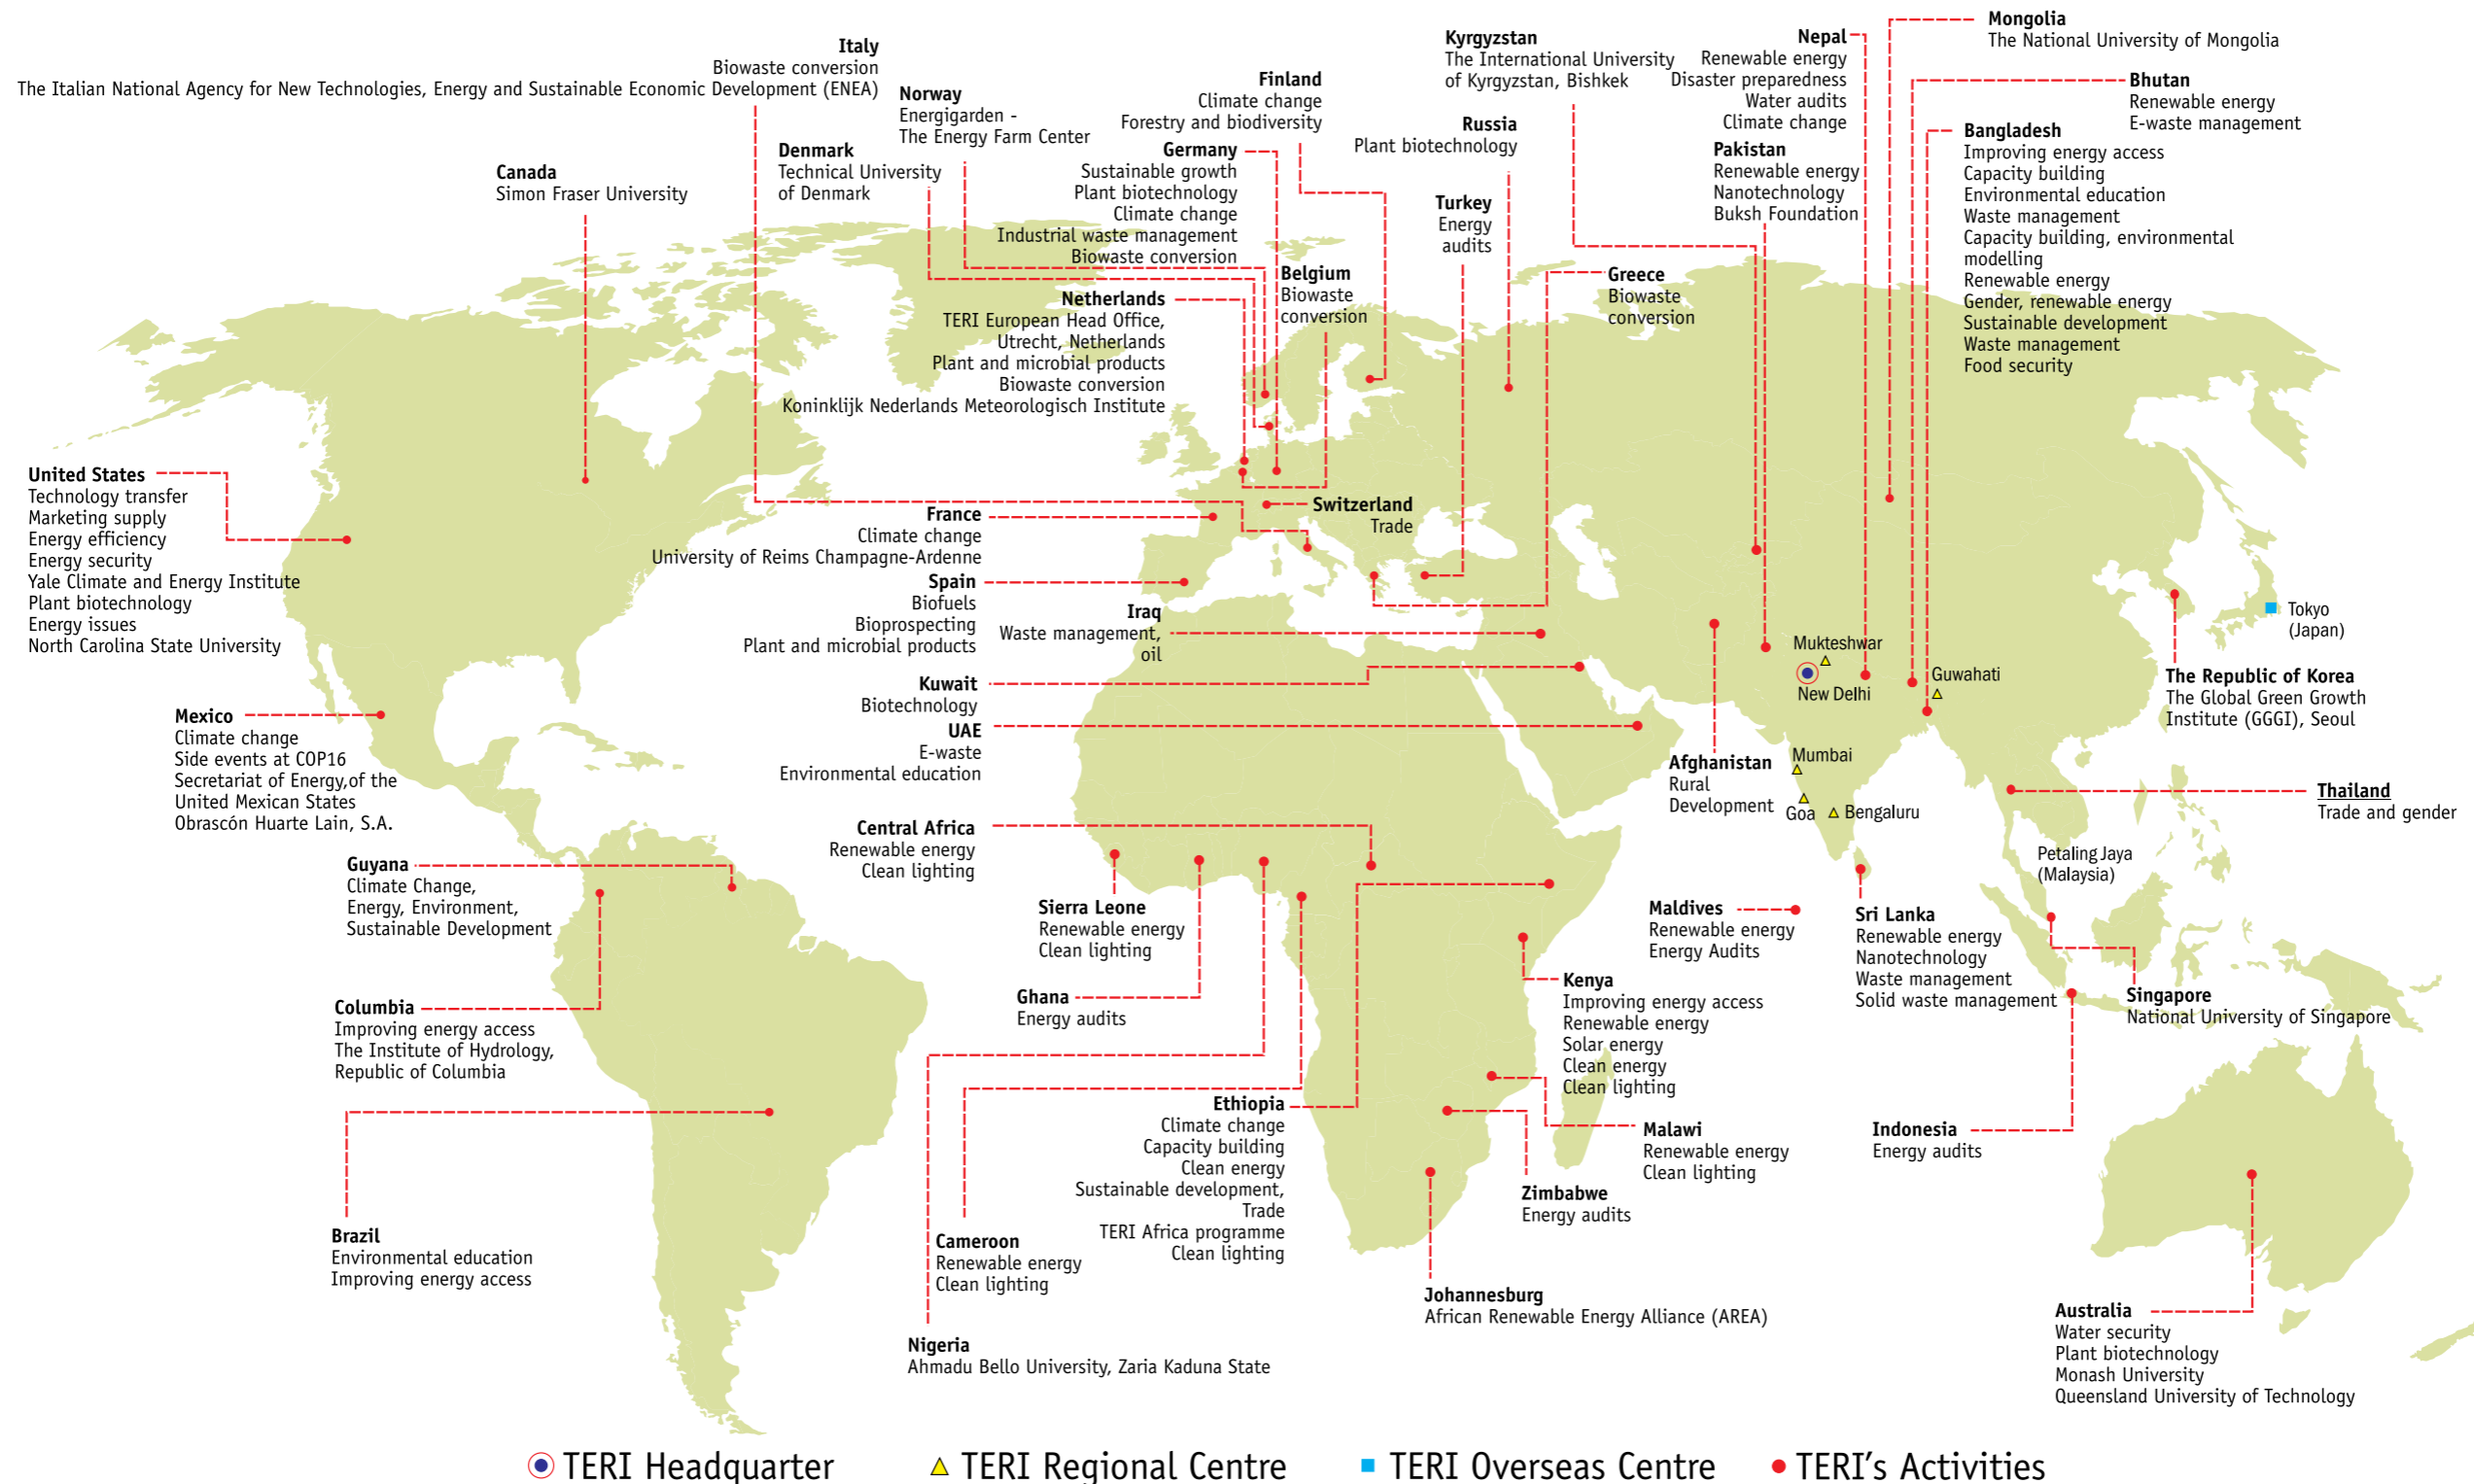 Italy
Biowaste conversion
The Italian National Agency for New Technologies, Energy and Sustainable Economic Development (ENEA)
Norway
Energigarden -
The Energy Farm Center
Denmark
Technical University
of Denmark
Canada
Simon Fraser University
Finland
Climate change
Forestry and biodiversity
Germany
Sustainable growth
Plant biotechnology
Climate change
Industrial waste management
Biowaste conversion
Kyrgyzstan
The International University
of Kyrgyzstan, Bishkek
Russia
Plant biotechnology
Turkey
Energy
audits
Nepal
Renewable energy
Disaster preparedness
Water audits
Climate change
Pakistan
Renewable energy
Nanotechnology
Buksh Foundation
Mongolia
The National University of Mongolia
Bhutan
Renewable energy
E-waste management
Bangladesh
Improving energy access
Capacity building
Environmental education
Waste management
Capacity building, environmental
modelling
Renewable energy
Gender, renewable energy
Sustainable development
Waste management
Food security
Belgium
Biowaste
conversion
Greece
Biowaste
conversion
Netherlands
TERI European Head Office,
Utrecht, Netherlands
Plant and microbial products
Biowaste conversion
Koninklijk Nederlands Meteorologisch Institute
United States
Technology transfer
Marketing supply
Energy efficiency
Energy security
Yale Climate and Energy Institute
Plant biotechnology
Energy issues
North Carolina State University
Switzerland
Trade
France
Climate change
University of Reims Champagne-Ardenne
Spain
Biofuels
Bioprospecting
Plant and microbial products
Iraq
Waste management,
oil
Kuwait
Biotechnology
UAE
E-waste
Environmental education
Mukteshwar
New Delhi
Guwahati
Tokyo
(Japan)
The Republic of Korea
The Global Green Growth
Institute (GGGI), Seoul
Mexico
Climate change
Side events at COP16
Secretariat of Energy,of the
United Mexican States
Obrascón Huarte Lain, S.A.
Afghanistan
Rural
Development
Mumbai
Goa
Bengaluru
Thailand
Trade and gender
Central Africa
Renewable energy
Clean lighting
Guyana
Climate Change,
Energy, Environment,
Sustainable Development
Petaling Jaya
(Malaysia)
Sierra Leone
Renewable energy
Clean lighting
Maldives
Renewable energy
Energy Audits
Sri Lanka
Renewable energy
Nanotechnology
Waste management
Solid waste management
Singapore
National University of Singapore
Ghana
Energy audits
Kenya
Improving energy access
Renewable energy
Solar energy
Clean energy
Clean lighting
Columbia
Improving energy access
The Institute of Hydrology,
Republic of Columbia
Ethiopia
Climate change
Capacity building
Clean energy
Sustainable development,
Trade
TERI Africa programme
Clean lighting
Malawi
Renewable energy
Clean lighting
Indonesia
Energy audits
Zimbabwe
Energy audits
Brazil
Environmental education
Improving energy access
Cameroon
Renewable energy
Clean lighting
Johannesburg
African Renewable Energy Alliance (AREA)
Nigeria
Ahmadu Bello University, Zaria Kaduna State
Australia
Water security
Plant biotechnology
Monash University
Queensland University of Technology
TERI Headquarter
TERI Regional Centre
TERI Overseas Centre
TERI's Activities